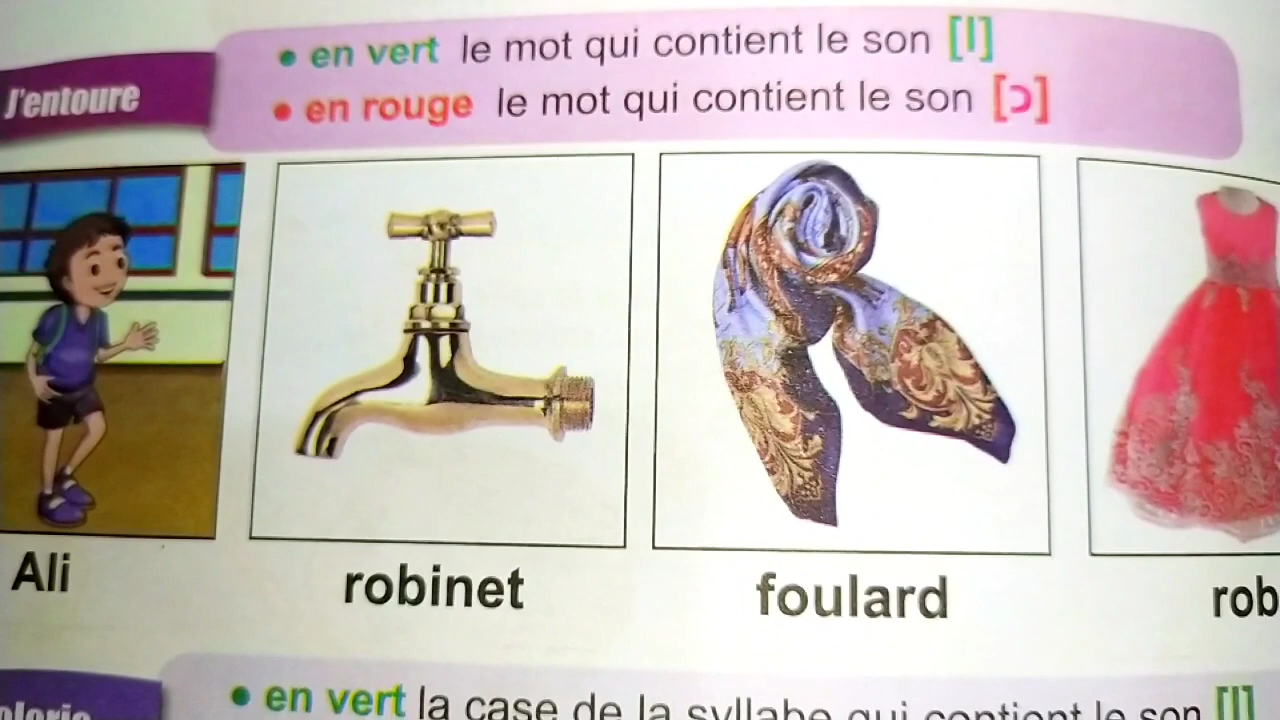 • en vert le mot qui contient le son [l]
J'entoure
• en rouge le mot qui contient le son [ɔ]
Ali
robinet
foulard
rob
• en vert la case de la syllabe qui contient le son [l]